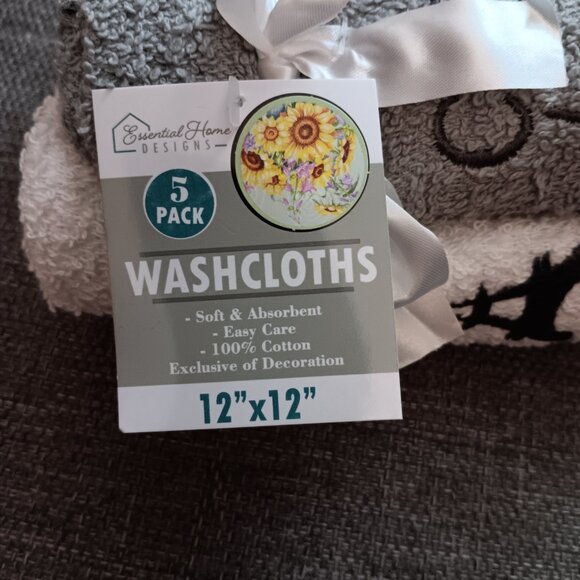 Essential Home
DESIGNS
5
PACK
WASHCLOTHS
- Soft & Absorbent
- Easy Care
- 100% Cotton
Exclusive of Decoration
12”x12”